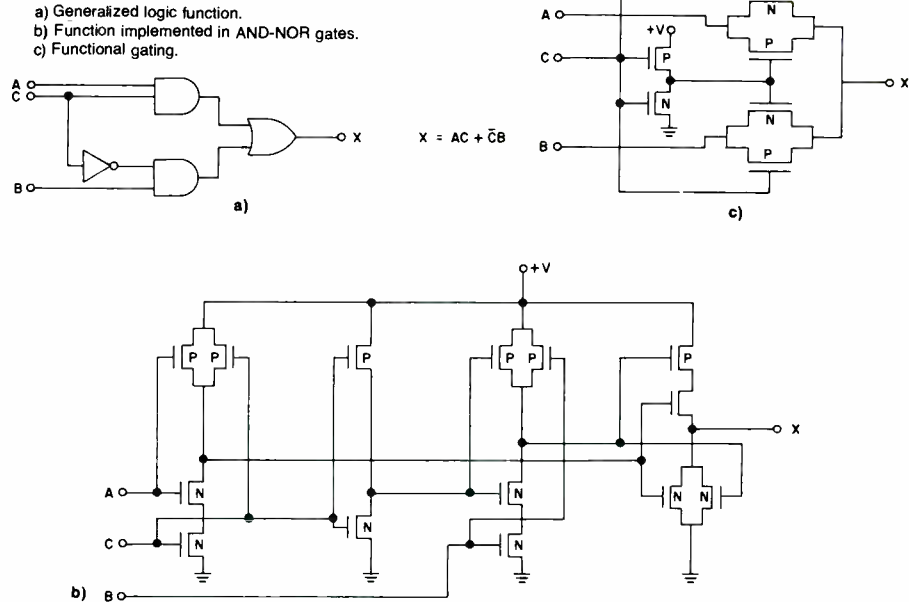 a) Generalized logic function.
b) Function implemented in AND-NOR gates.
c) Functional gating.
A
C
B
X
X = AC + C̄B
a)
A
C
B
+V
P
N
N
P
N
P
X
c)
+V
P P
P
P P
P
X
A
N
N
N
N N
C
N
N
b) B